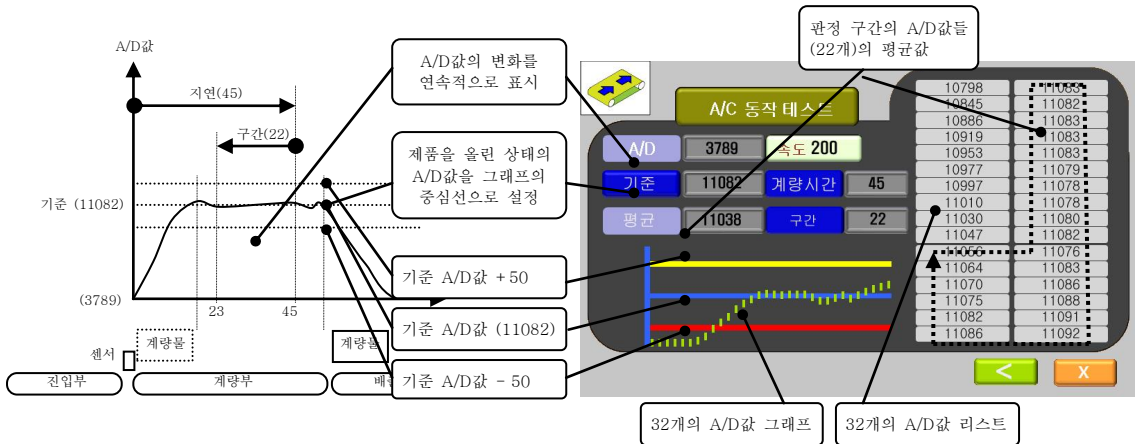 A/D값
지연(45)
구간(22)
기준 (11082)
(3789)
23
45
센서
계량물
계량물
진입부
계량부
A/D값의 변화를
연속적으로 표시
제품을 올린 상태의
A/D값을 그래프의
중심선으로 설정
기준 A/D값 +50
기준 A/D값 (11082)
기준 A/D값 - 50
판정 구간의 A/D값들
(22개)의 평균값
A/C 동작 테스트
A/D
3789
속도 200
기준
11082
계량시간
45
평균
11038
구간
22
10798 11083
10845 11082
10886 11083
10919 11083
10953 11083
10977 11079
10997 11078
11010 11078
11030 11080
11047 11082
11056 11076
11064 11083
11070 11086
11075 11088
11082 11091
11086 11092
<
X
32개의 A/D값 그래프
32개의 A/D값 리스트